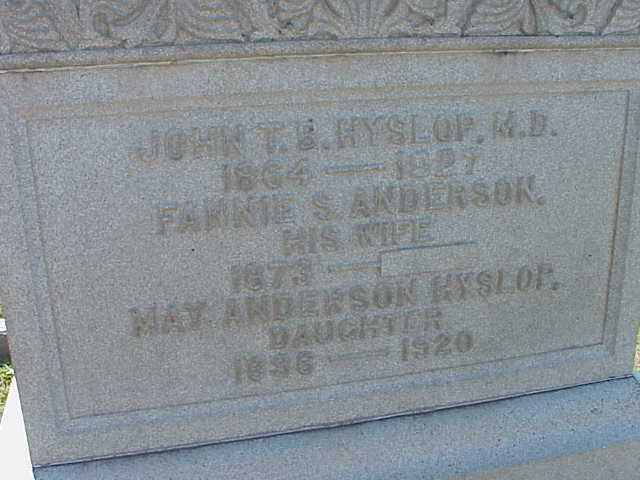 JOHN T. B. HYSLOP, M.D.
1864 — 1927
FANNIE S. ANDERSON.
HIS WIFE
1873 —
MAY ANDERSON HYSLOP.
DAUGHTER
1896 — 1920